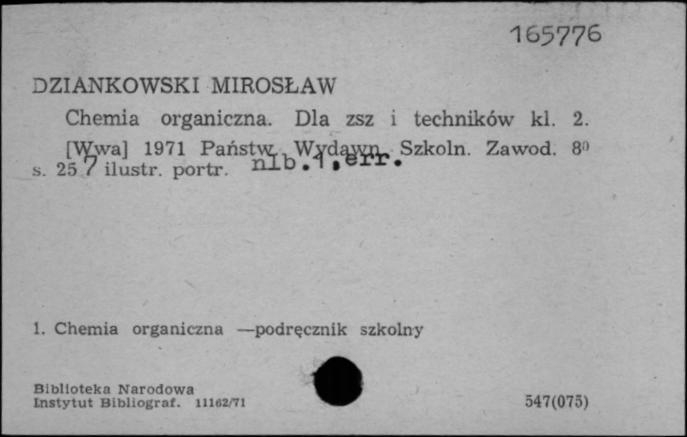 165776
DZIANKOWSKI MIROSŁAW
Chemia organiczna. Dla zsz i techników kl. 2.
[Wwa] 1971 Państw. Wydawn. Szkoln. Zawod. 8⁰
s. 257 ilustr. portr. nlb.1,err.
1. Chemia organiczna —podręcznik szkolny
Biblioteka Narodowa
Instytut Bibliograf. 11162/71
547(075)